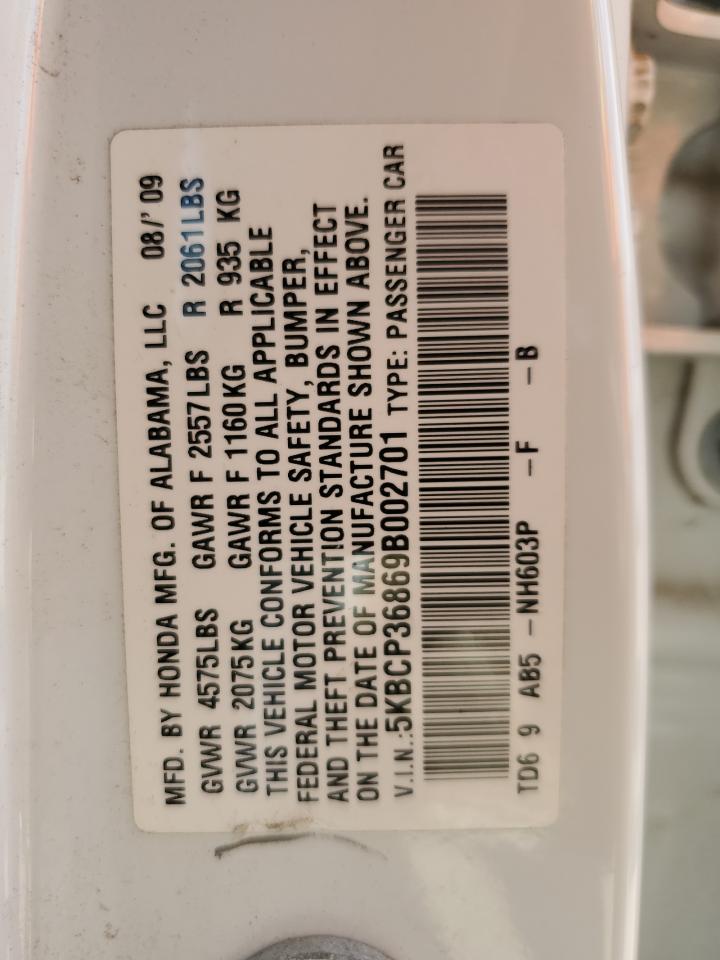 MFD. BY HONDA MFG. OF ALABAMA, LLC 08/' 09
GVWR 4575LBS GAWR F 2557LBS R 2061LBS
GVWR 2075KG GAWR F 1160KG R 935 KG
THIS VEHICLE CONFORMS TO ALL APPLICABLE
FEDERAL MOTOR VEHICLE SAFETY, BUMPER,
AND THEFT PREVENTION STANDARDS IN EFFECT
ON THE DATE OF MANUFACTURE SHOWN ABOVE.
V.I.N.:5KBCP36869B002701 TYPE: PASSENGER CAR
TD6 9 AB5 -NH603P -F -B